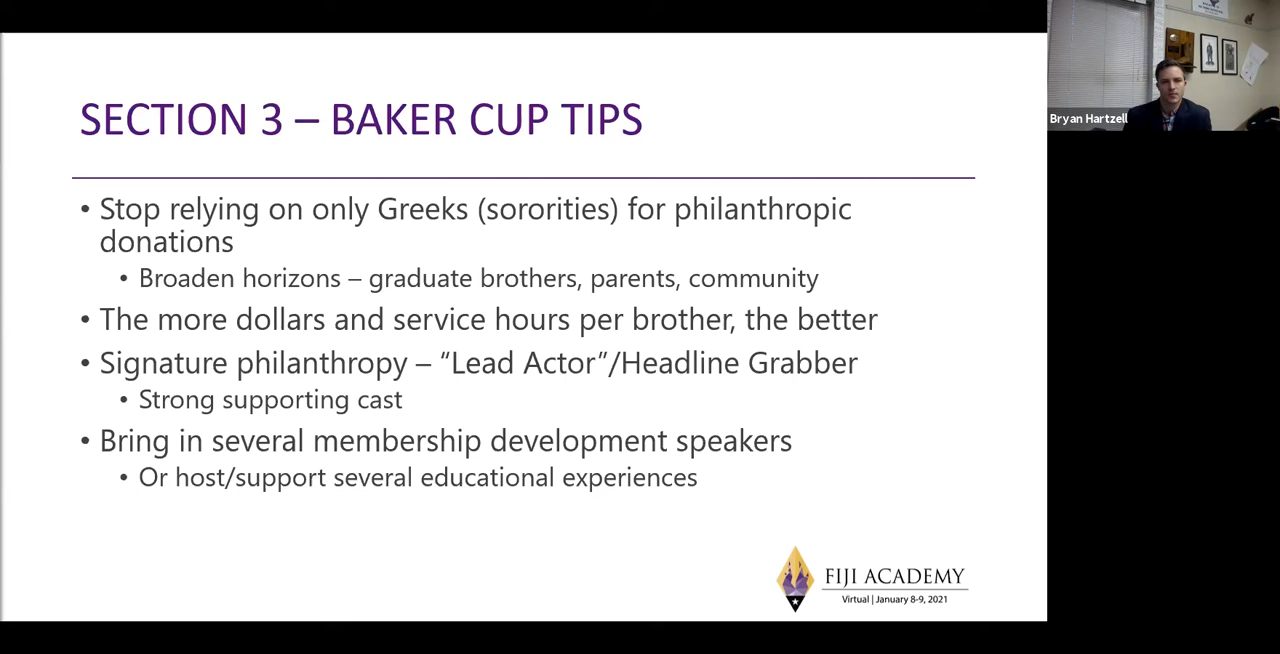 SECTION 3 – BAKER CUP TIPS
• Stop relying on only Greeks (sororities) for philanthropic
donations
• Broaden horizons – graduate brothers, parents, community
• The more dollars and service hours per brother, the better
• Signature philanthropy – “Lead Actor”/Headline Grabber
• Strong supporting cast
• Bring in several membership development speakers
• Or host/support several educational experiences
FIJI ACADEMY
Virtual | January 8-9, 2021
Bryan Hartzell